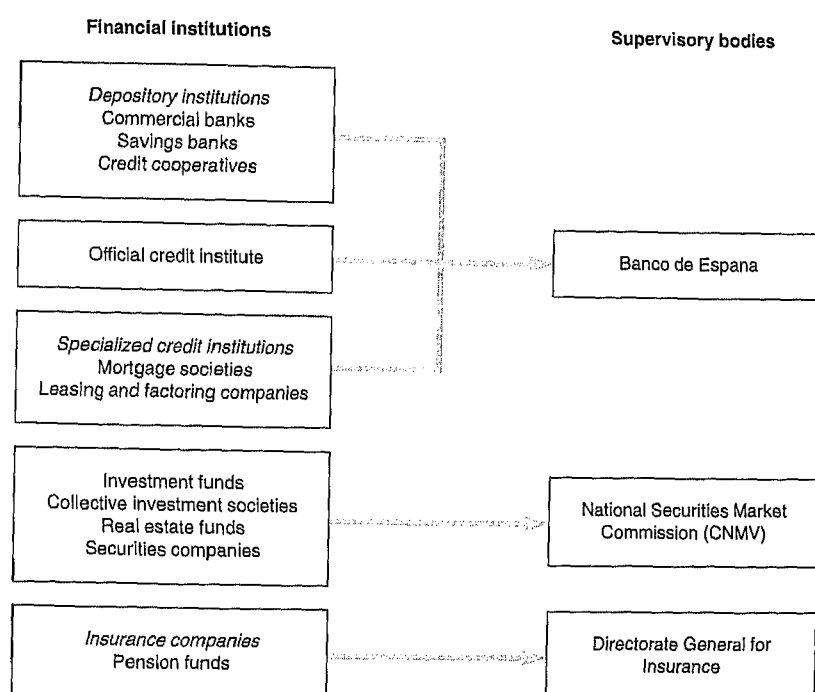 Financial institutions
Supervisory bodies
Depository institutions
Commercial banks
Savings banks
Credit cooperatives
Official credit institute
Banco de Espana
Specialized credit institutions
Mortgage societies
Leasing and factoring companies
Investment funds
Collective investment societies
Real estate funds
Securities companies
National Securities Market
Commission (CNMV)
Insurance companies
Pension funds
Directorate General for
Insurance